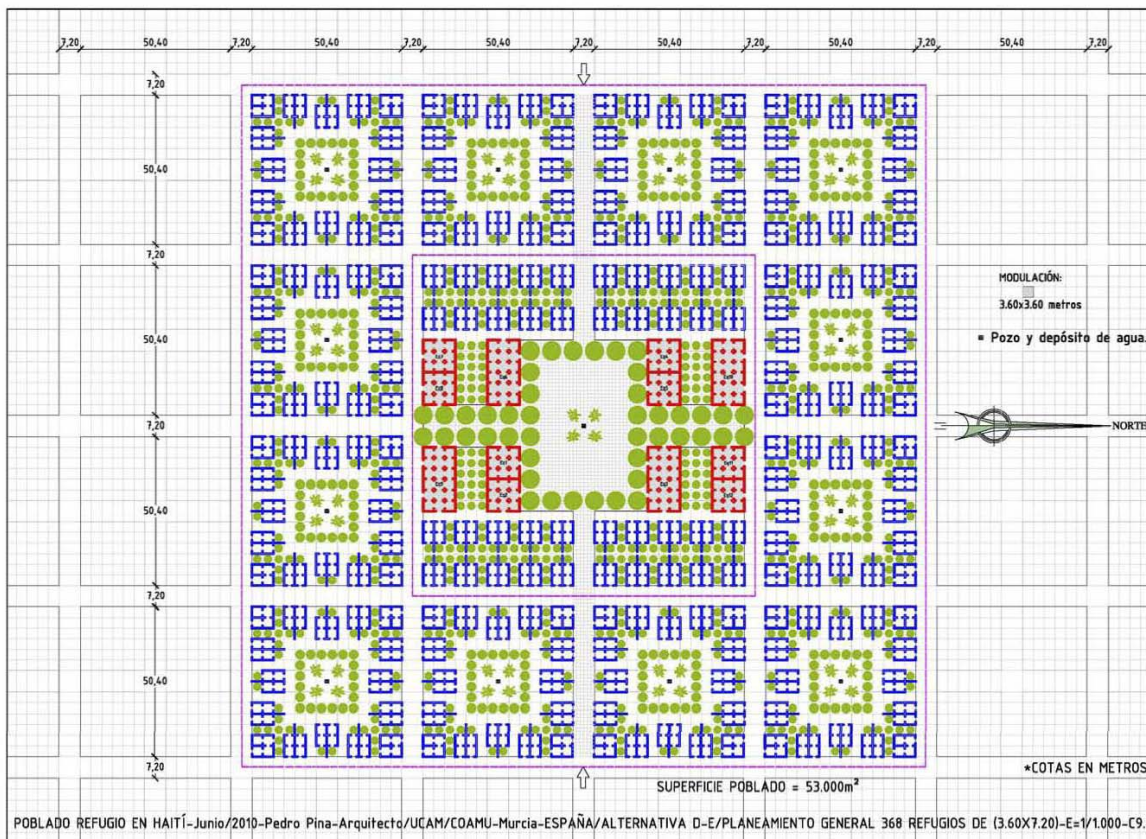 7,20 50,40 7,20 50,40 7,20 50,40 7,20 50,40 7,20 50,40 7,20
7,20
50,40
7,20
MODULACIÓN:
3.60x3.60 metros
50,40
▪ Pozo y depósito de agua.
7,20
NORTE
50,40
7,20
50,40
7,20
*COTAS EN METROS
SUPERFICIE POBLADO = 53.000m²
POBLADO REFUGIO EN HAITÍ-Junio/2010-Pedro Pina-Arquitecto/UCAM/COAMU-Murcia-ESPAÑA/ALTERNATIVA D-E/PLANEAMIENTO GENERAL 368 REFUGIOS DE (3.60X7.20)-E=1/1.000-C9